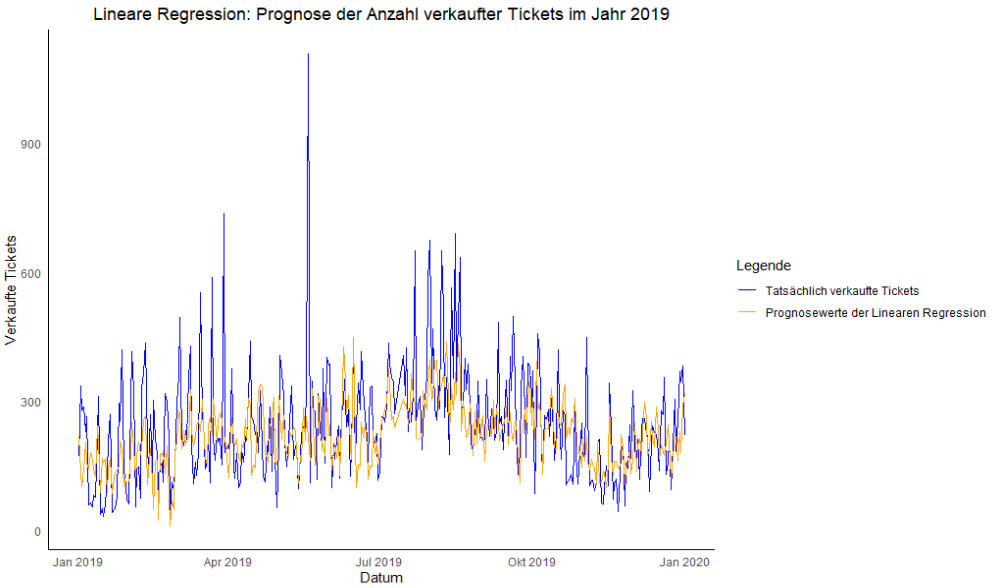 Lineare Regression: Prognose der Anzahl verkaufter Tickets im Jahr 2019
Verkaufte Tickets
900
600
300
0
Jan 2019
Apr 2019
Jul 2019
Okt 2019
Jan 2020
Datum
Legende
Tatsächlich verkaufte Tickets
Prognosewerte der Linearen Regression